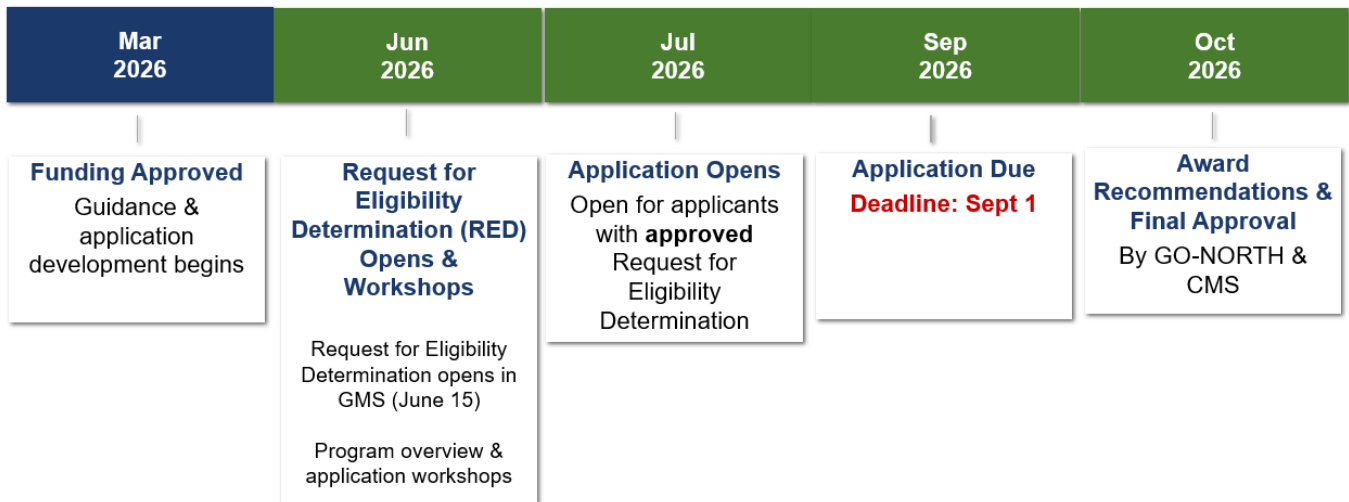 Mar
2026
Jun
2026
Jul
2026
Sep
2026
Oct
2026
Funding Approved
Guidance &
application
development begins
Request for
Eligibility
Determination (RED)
Opens &
Workshops
Request for Eligibility
Determination opens in
GMS (June 15)
Program overview &
application workshops
Application Opens
Open for applicants
with approved
Request for
Eligibility
Determination
Application Due
Deadline: Sept 1
Award
Recommendations &
Final Approval
By GO-NORTH &
CMS